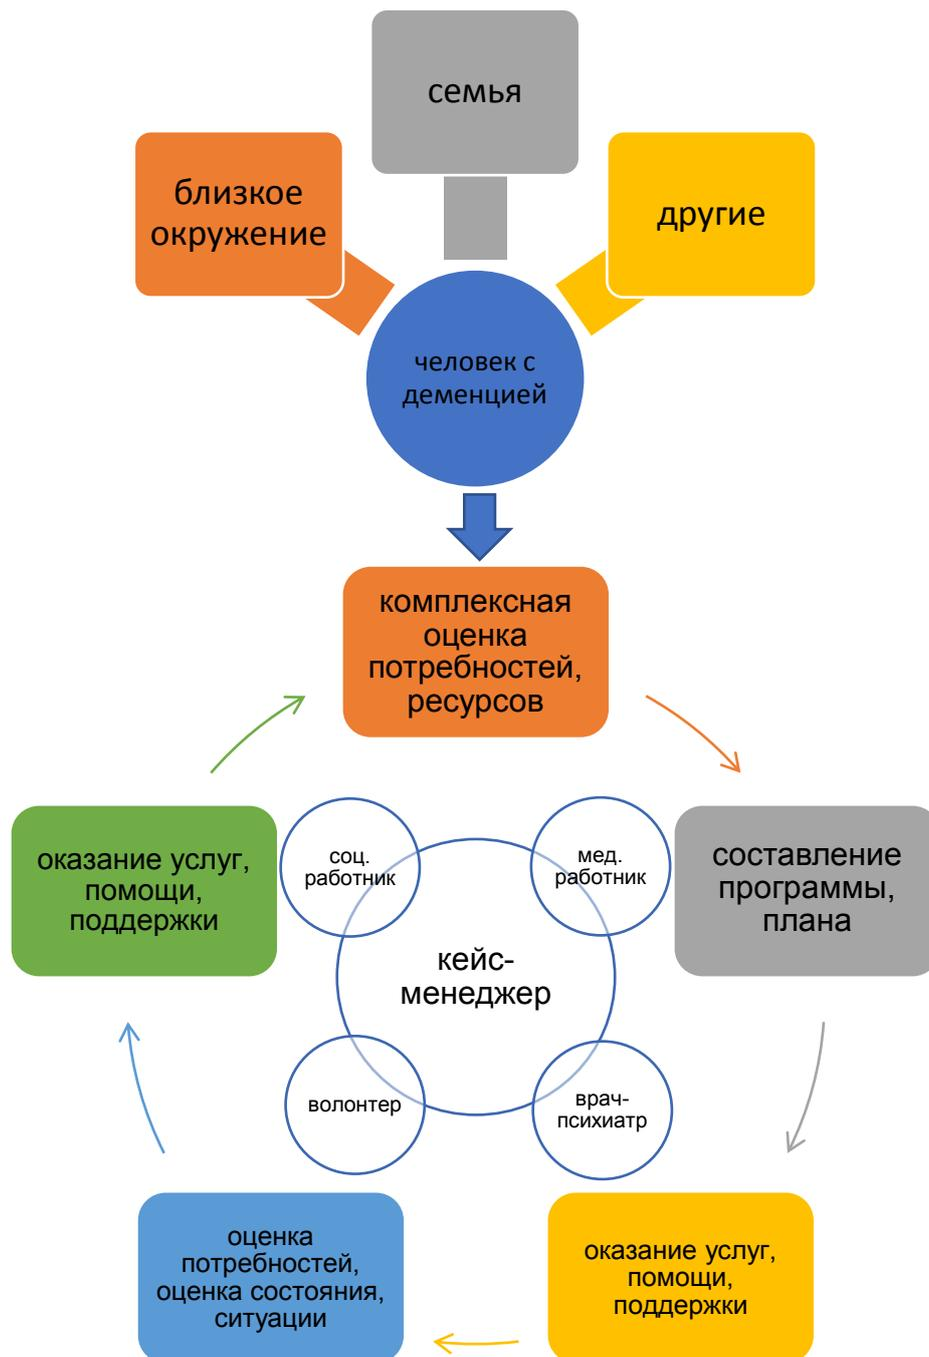 семья
близкое
окружение
другие
человек с
деменцией
комплексная
оценка
потребностей,
ресурсов
оказание услуг,
помощи,
поддержки
соц.
работник
мед.
работник
составление
программы,
плана
кейс-
менеджер
волонтер
врач-
психиатр
оценка
потребностей,
оценка состояния,
ситуации
оказание услуг,
помощи,
поддержки